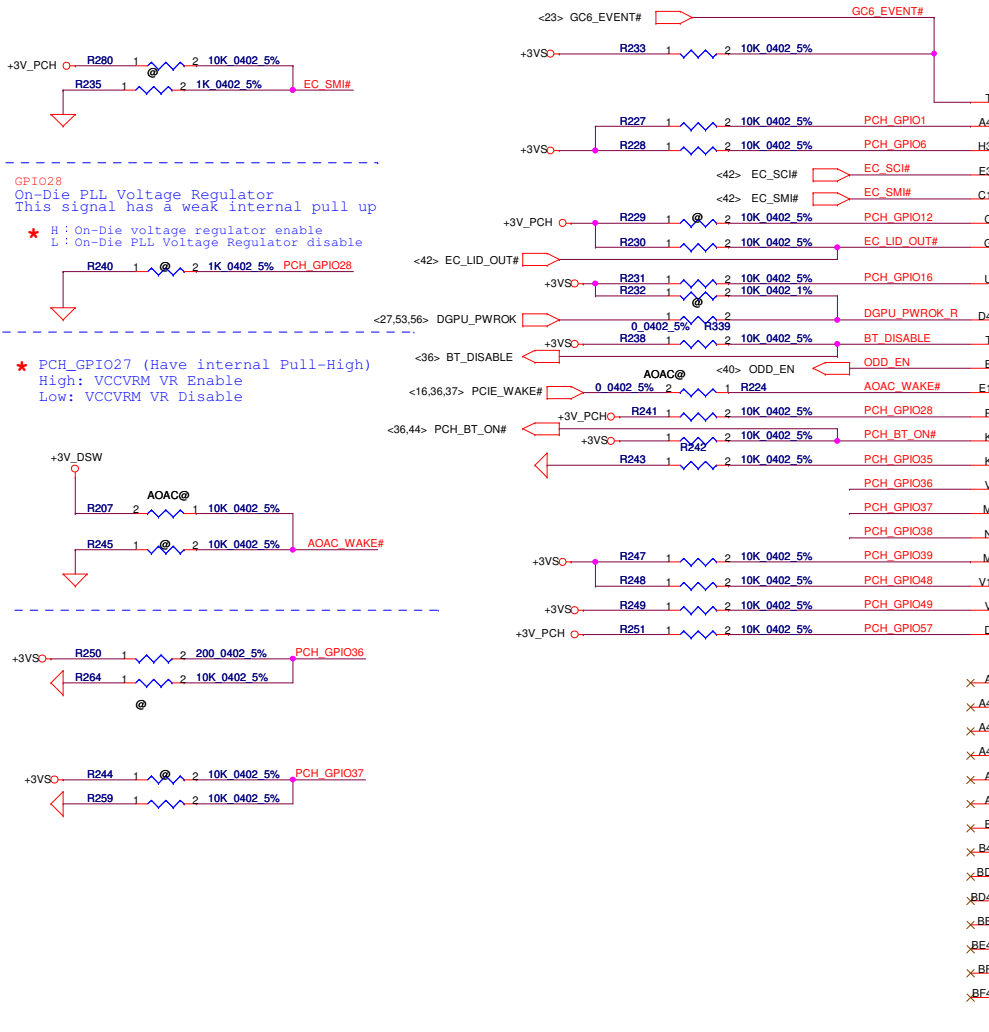 <23> GC6_EVENT# GC6_EVENT#
+3VS R233 1 2 10K_0402_5%
+3V_PCH R280 1 @ 2 10K_0402_5%
R235 1 2 1K_0402_5% EC_SMI#
R227 1 2 10K_0402_5% PCH_GPIO1
+3VS R228 1 2 10K_0402_5% PCH_GPIO6
<42> EC_SCI# EC_SCI#
<42> EC_SMI# EC_SMI#
+3V_PCH R229 1 @ 2 10K_0402_5% PCH_GPIO12
R230 1 2 10K_0402_5% EC_LID_OUT#
<42> EC_LID_OUT#
+3VS R231 1 2 10K_0402_5% PCH_GPIO16
R232 1 @ 2 10K_0402_1%
<27,53,56> DGPU_PWROK 1 2 DGPU_PWROK_R
0_0402_5% R339
+3VS R238 1 2 10K_0402_5% BT_DISABLE
<36> BT_DISABLE
<40> ODD_EN ODD_EN
AOAC@
<16,36,37> PCIE_WAKE# 0_0402_5% 2 1 R224 AOAC_WAKE#
+3V_PCH R241 1 2 10K_0402_5% PCH_GPIO28
<36,44> PCH_BT_ON#
+3VS 1 2 10K_0402_5% PCH_BT_ON#
R242
R243 1 2 10K_0402_5% PCH_GPIO35
PCH_GPIO36
PCH_GPIO37
PCH_GPIO38
+3VS R247 1 2 10K_0402_5% PCH_GPIO39
R248 1 2 10K_0402_5% PCH_GPIO48
+3VS R249 1 2 10K_0402_5% PCH_GPIO49
+3V_PCH R251 1 2 10K_0402_5% PCH_GPIO57
GPIO28
On-Die PLL Voltage Regulator
This signal has a weak internal pull up
* H : On-Die voltage regulator enable
L : On-Die PLL Voltage Regulator disable
R240 1 @ 2 1K_0402_5% PCH_GPIO28
* PCH_GPIO27 (Have internal Pull-High)
High: VCCVRM VR Enable
Low: VCCVRM VR Disable
+3V_DSW
AOAC@
R207 2 1 10K_0402_5%
R245 1 @ 2 10K_0402_5% AOAC_WAKE#
+3VS R250 1 2 200_0402_5% PCH_GPIO36
R264 1 2 10K_0402_5%
@
+3VS R244 1 @ 2 10K_0402_5% PCH_GPIO37
R259 1 2 10K_0402_5%